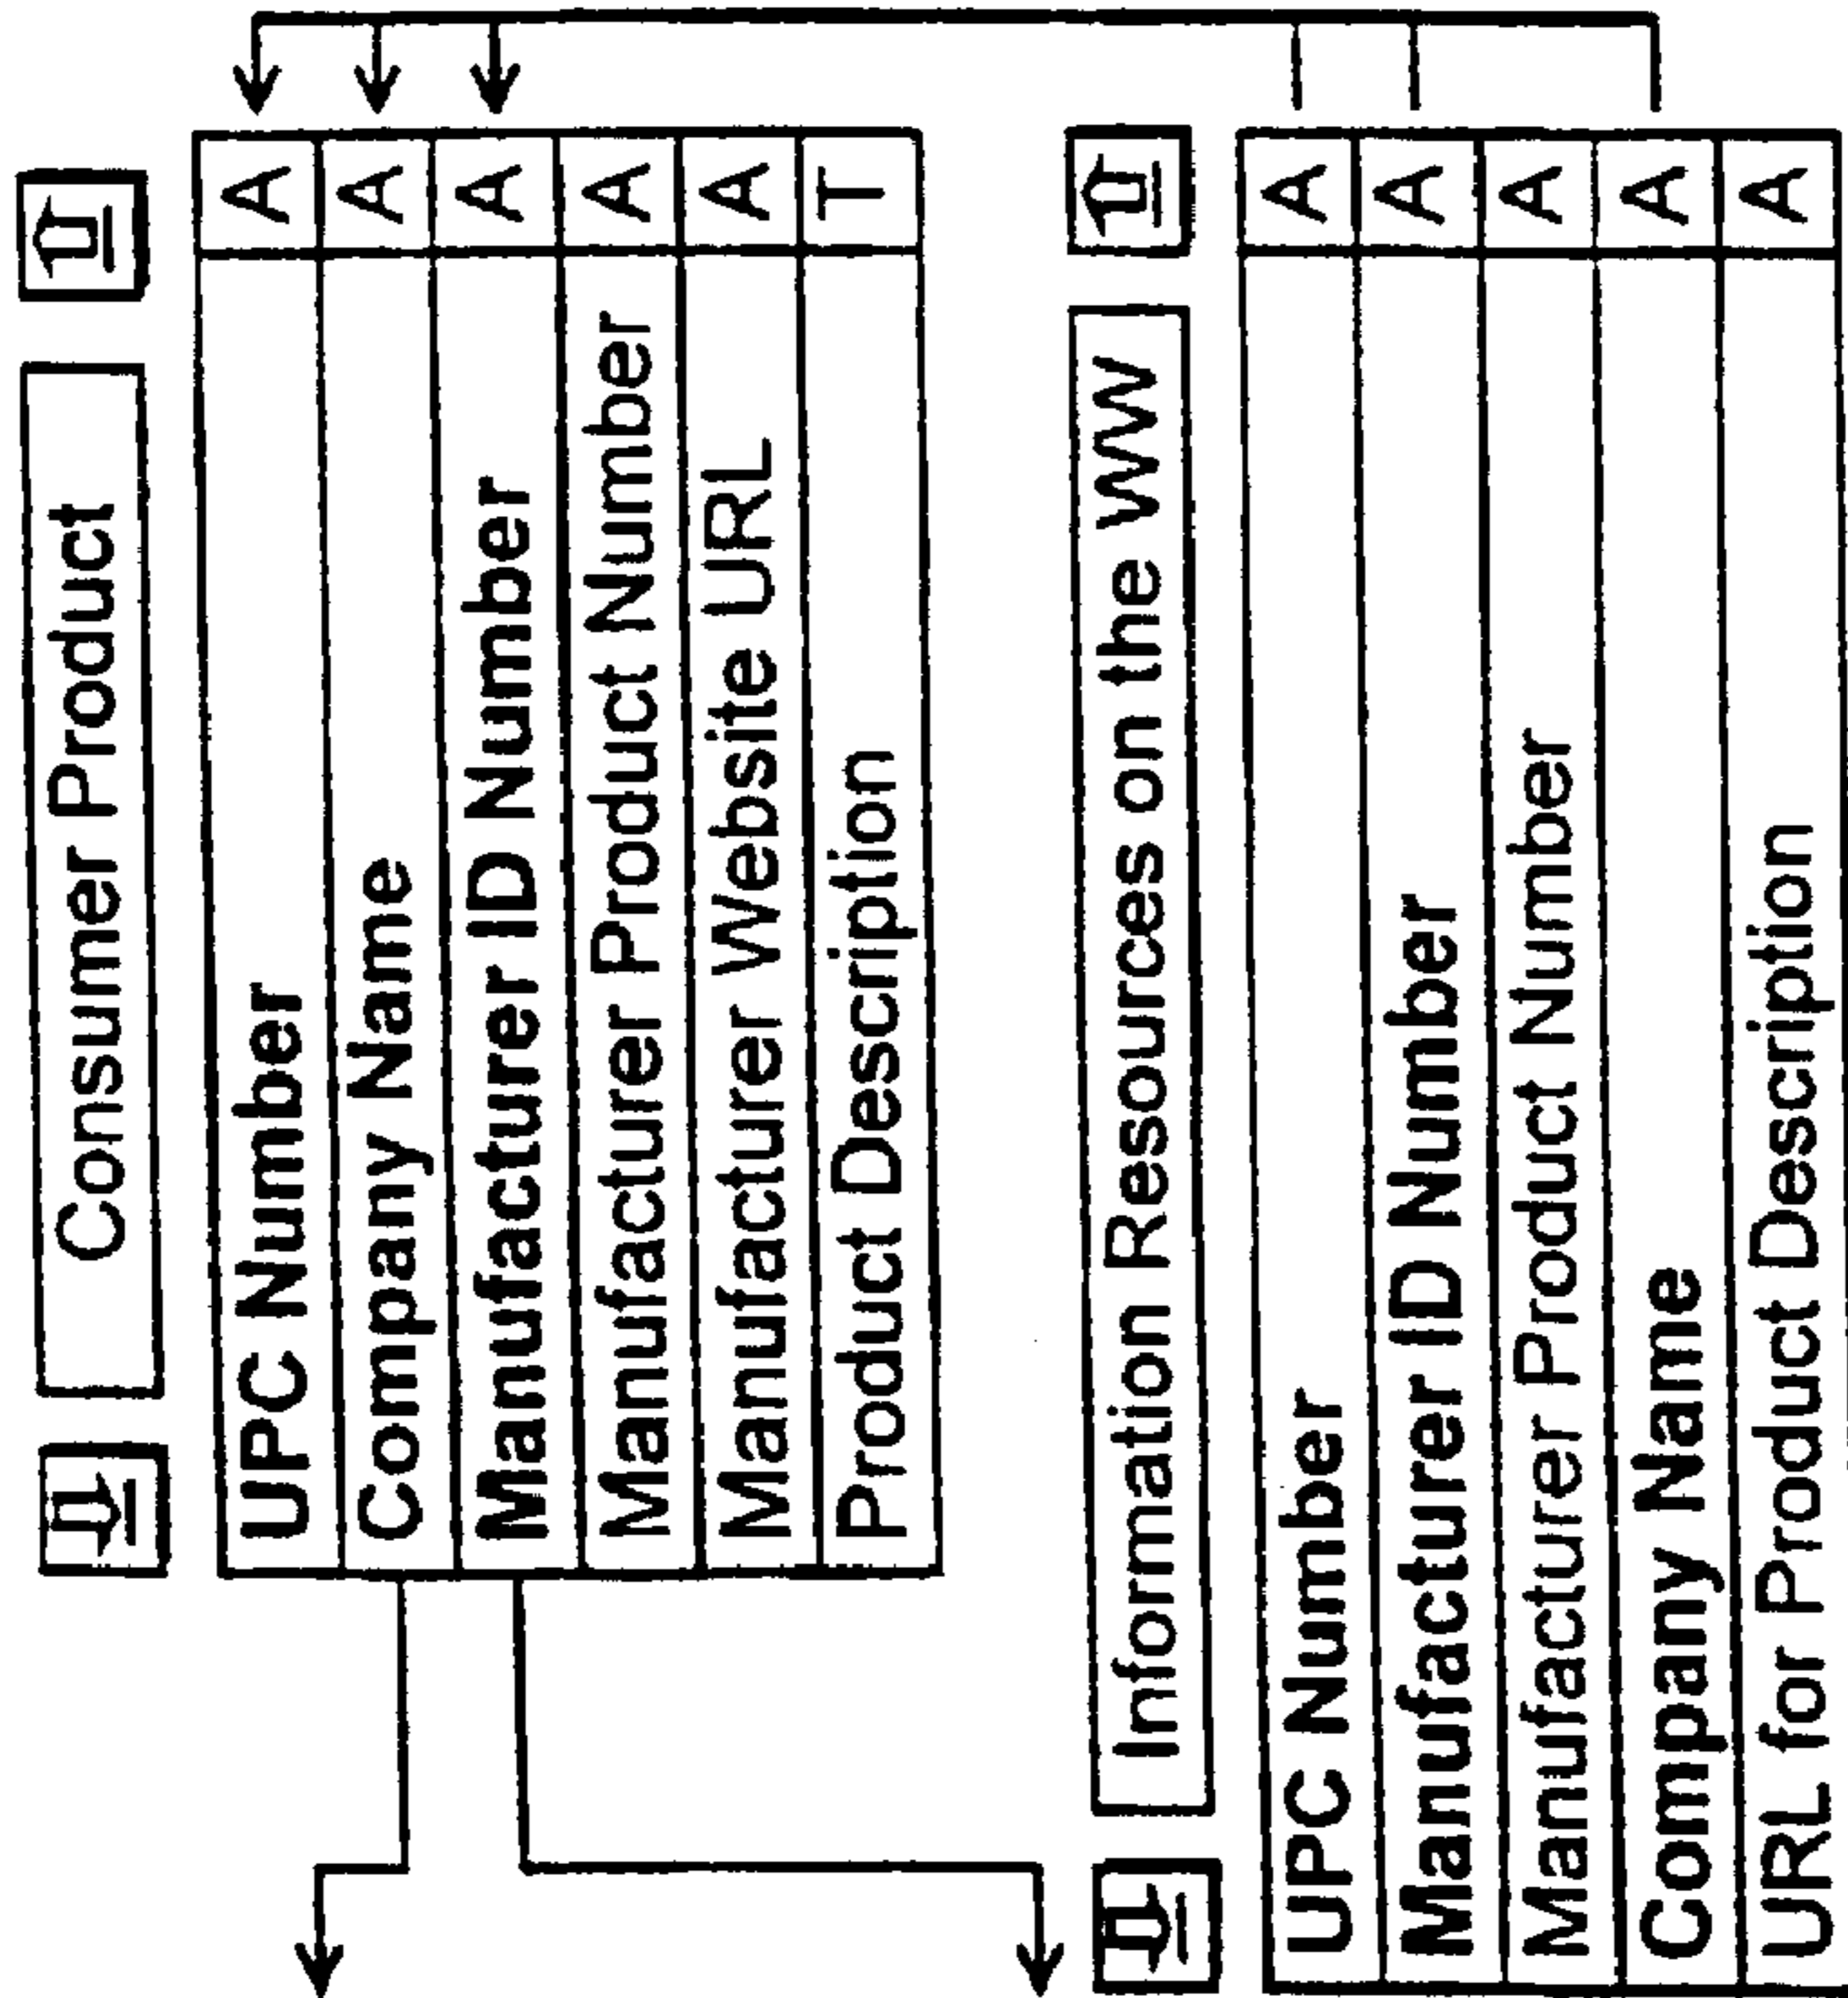 Consumer Product
UPC Number A
Company Name A
Manufacturer ID Number A
Manufacturer Product Number A
Manufacturer Website URL A
Product Description T
Information Resources on the WWW
UPC Number A
Manufacturer ID Number A
Manufacturer Product Number A
Company Name A
URL for Product Description A